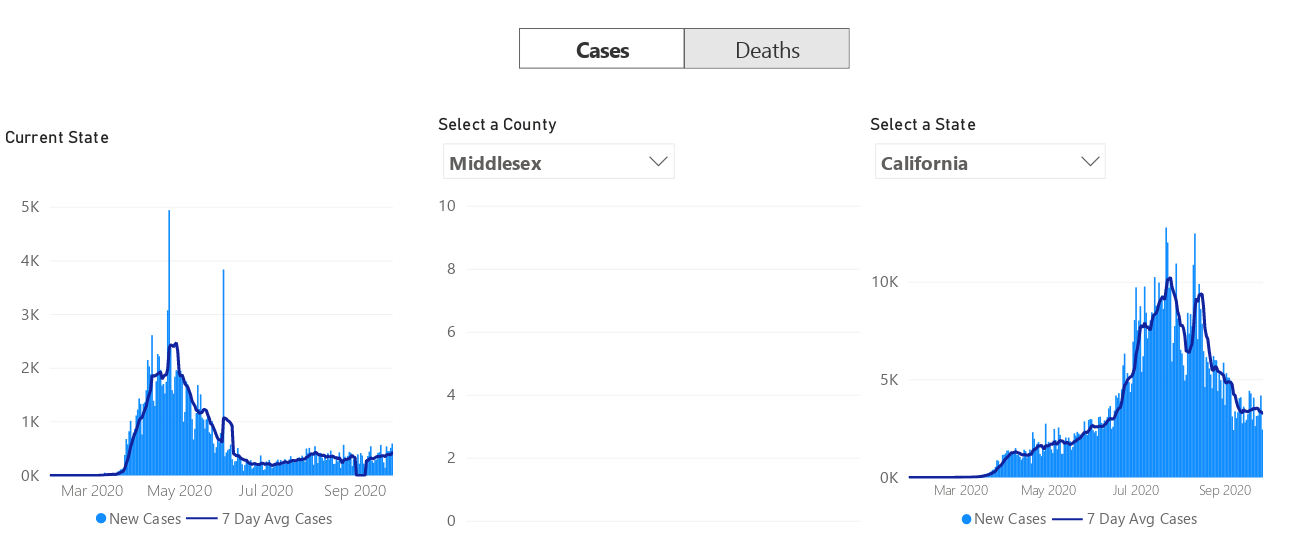 Cases
Deaths
Current State
Select a County
Middlesex
Select a State
California
5K
4K
3K
2K
1K
0K
Mar 2020
May 2020
Jul 2020
Sep 2020
New Cases
7 Day Avg Cases
10
8
6
4
2
0
10K
5K
0K
Mar 2020
May 2020
Jul 2020
Sep 2020
New Cases
7 Day Avg Cases